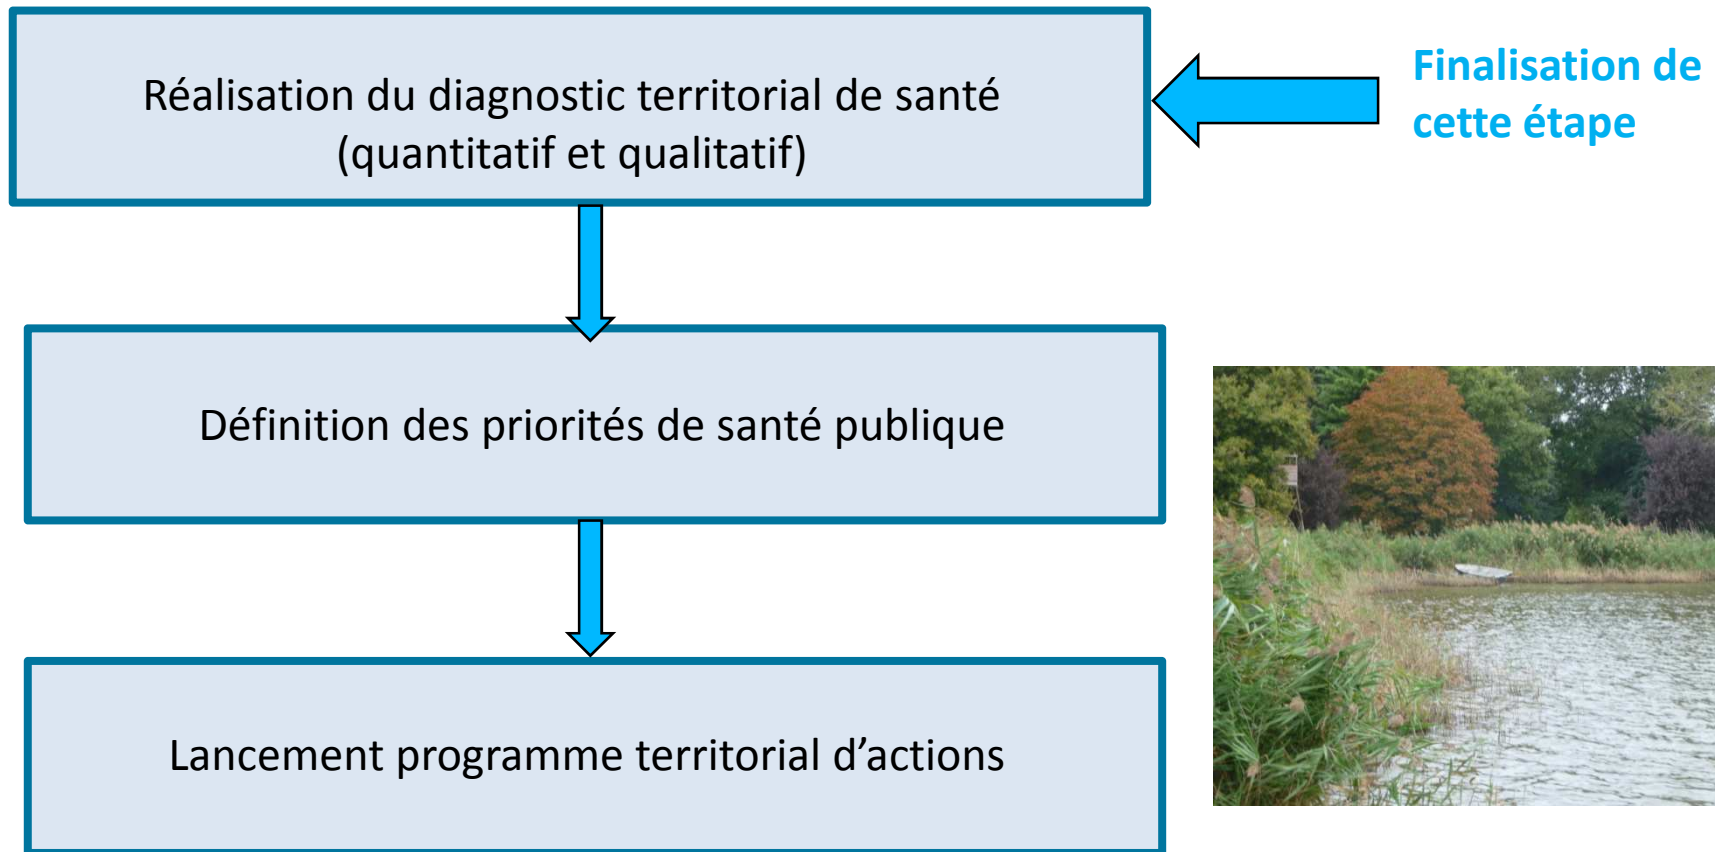 Réalisation du diagnostic territorial de santé
(quantitatif et qualitatif)
Finalisation de
cette étape
Définition des priorités de santé publique
Lancement programme territorial d’actions